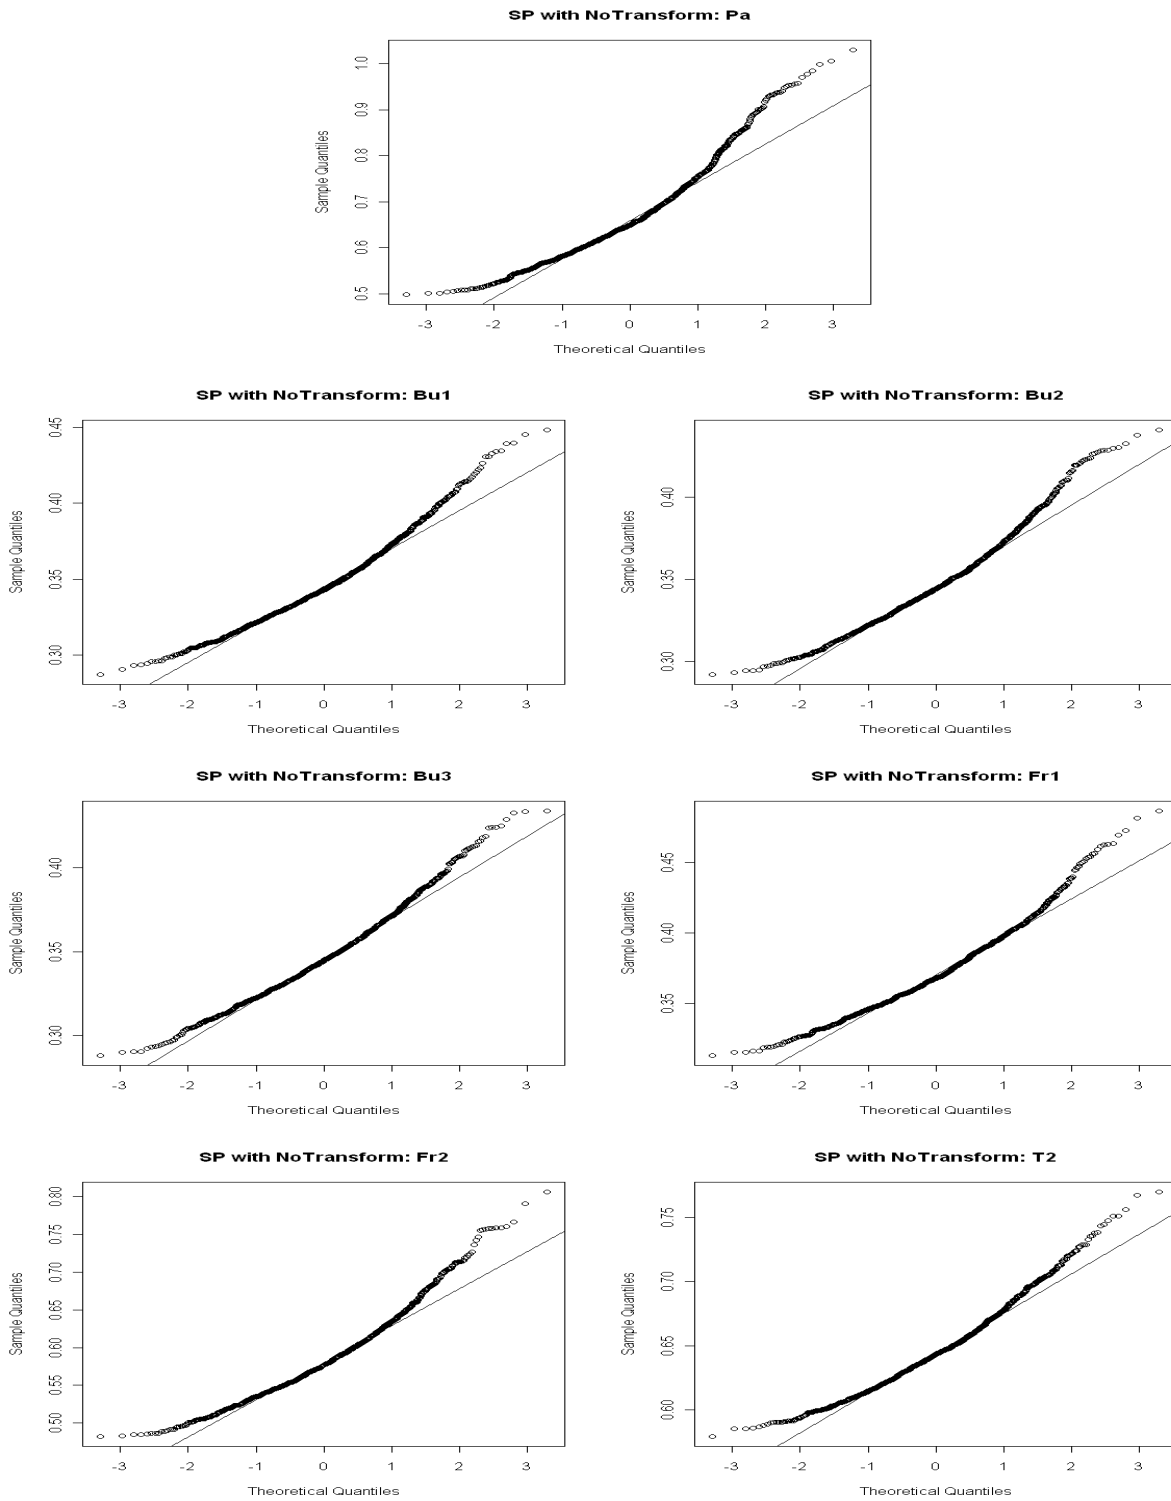 SP with NoTransform: Pa
1.0
0.9
0.8
0.7
0.6
0.5
Sample Quantiles
-3 -2 -1 0 1 2 3
Theoretical Quantiles
SP with NoTransform: Bu1
0.45
0.40
0.35
0.30
Sample Quantiles
-3 -2 -1 0 1 2 3
Theoretical Quantiles
SP with NoTransform: Bu2
0.40
0.35
0.30
Sample Quantiles
-3 -2 -1 0 1 2 3
Theoretical Quantiles
SP with NoTransform: Bu3
0.40
0.35
0.30
Sample Quantiles
-3 -2 -1 0 1 2 3
Theoretical Quantiles
SP with NoTransform: Fr1
0.45
0.40
0.35
Sample Quantiles
-3 -2 -1 0 1 2 3
Theoretical Quantiles
SP with NoTransform: Fr2
0.80
0.75
0.70
0.65
0.60
0.55
0.50
Sample Quantiles
-3 -2 -1 0 1 2 3
Theoretical Quantiles
SP with NoTransform: T2
0.75
0.70
0.65
0.60
Sample Quantiles
-3 -2 -1 0 1 2 3
Theoretical Quantiles